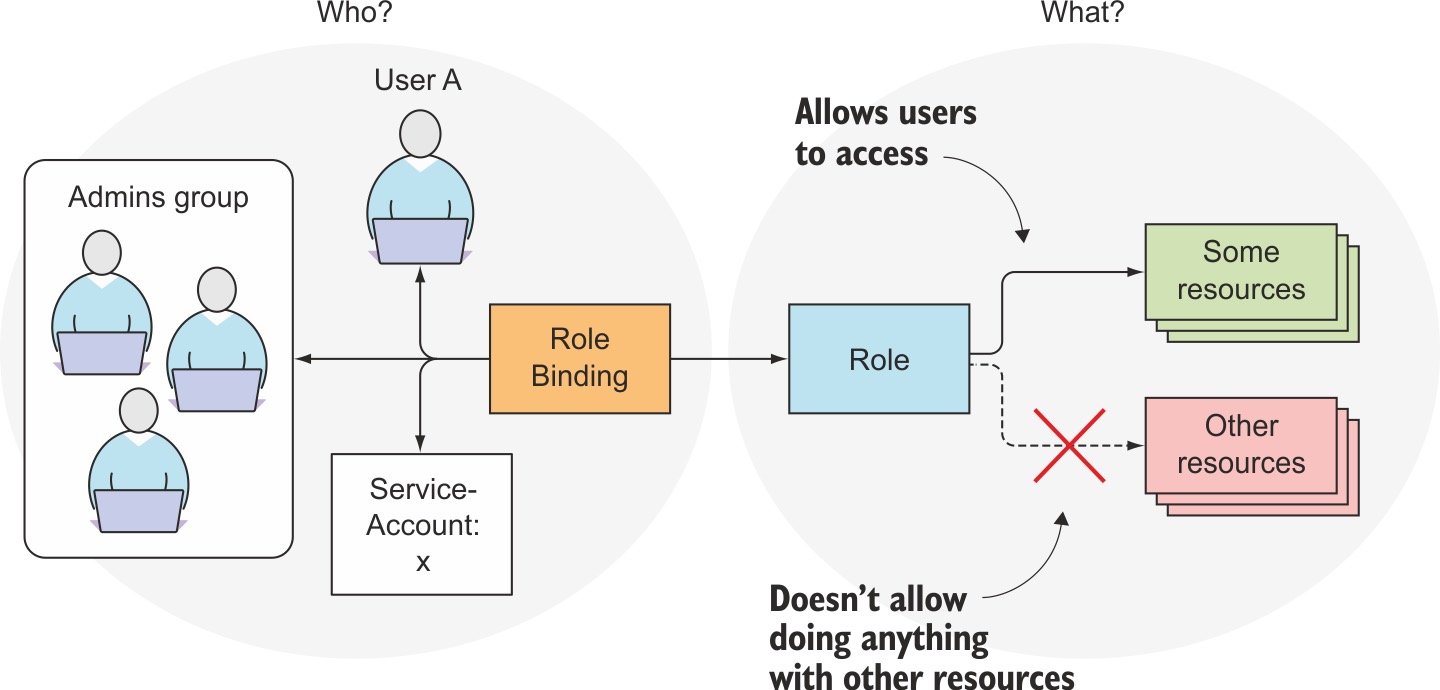 Who?
What?
User A
Allows users
to access
Admins group
Some
resources
Role
Binding
Role
Other
resources
Service-
Account:
x
Doesn’t allow
doing anything
with other resources